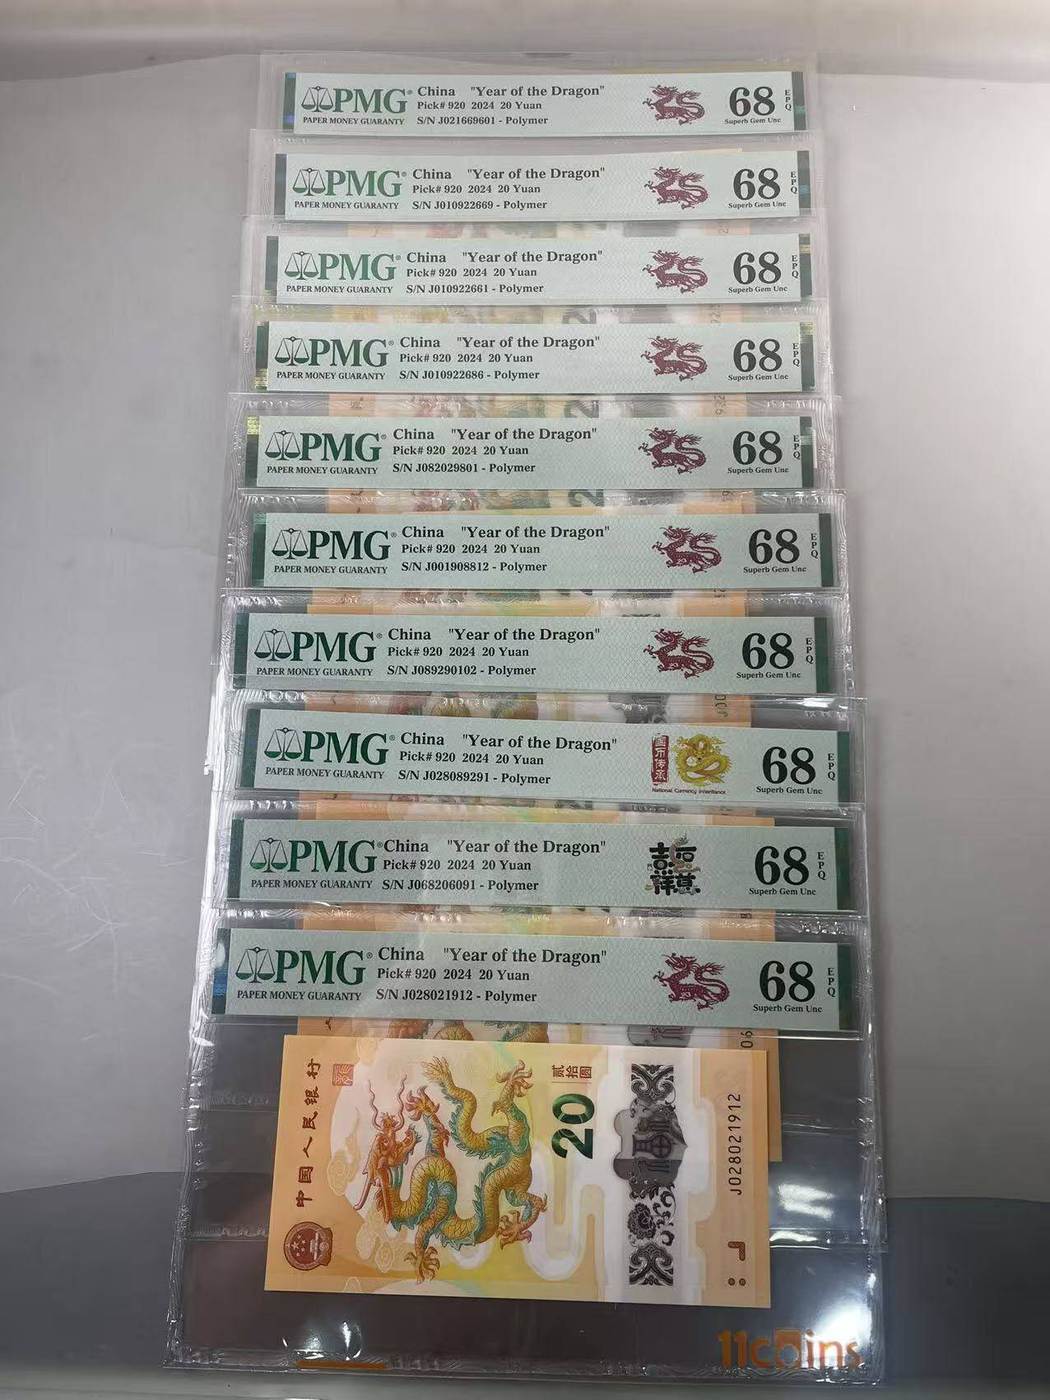 PMG®
PAPER MONEY GUARANTY
China "Year of the Dragon"
Pick# 920 2024 20 Yuan
S/N J021669601 - Polymer
68
EPQ
Superb Gem Unc
PMG®
PAPER MONEY GUARANTY
China "Year of the Dragon"
Pick# 920 2024 20 Yuan
S/N J010922669 - Polymer
68
EPQ
Superb Gem Unc
PMG®
PAPER MONEY GUARANTY
China "Year of the Dragon"
Pick# 920 2024 20 Yuan
S/N J010922661 - Polymer
68
EPQ
Superb Gem Unc
PMG®
PAPER MONEY GUARANTY
China "Year of the Dragon"
Pick# 920 2024 20 Yuan
S/N J010922686 - Polymer
68
EPQ
Superb Gem Unc
PMG®
PAPER MONEY GUARANTY
China "Year of the Dragon"
Pick# 920 2024 20 Yuan
S/N J082029801 - Polymer
68
EPQ
Superb Gem Unc
PMG®
PAPER MONEY GUARANTY
China "Year of the Dragon"
Pick# 920 2024 20 Yuan
S/N J001908812 - Polymer
68
EPQ
Superb Gem Unc
PMG®
PAPER MONEY GUARANTY
China "Year of the Dragon"
Pick# 920 2024 20 Yuan
S/N J089290102 - Polymer
68
EPQ
Superb Gem Unc
PMG®
PAPER MONEY GUARANTY
China "Year of the Dragon"
Pick# 920 2024 20 Yuan
S/N J028089291 - Polymer
National Currency Inheritance
68
EPQ
Superb Gem Unc
PMG®
PAPER MONEY GUARANTY
China "Year of the Dragon"
Pick# 920 2024 20 Yuan
S/N J068206091 - Polymer
68
EPQ
Superb Gem Unc
PMG®
PAPER MONEY GUARANTY
China "Year of the Dragon"
Pick# 920 2024 20 Yuan
S/N J028021912 - Polymer
68
EPQ
Superb Gem Unc
中国人民银行
贰拾圆
20
J028021912
11coins